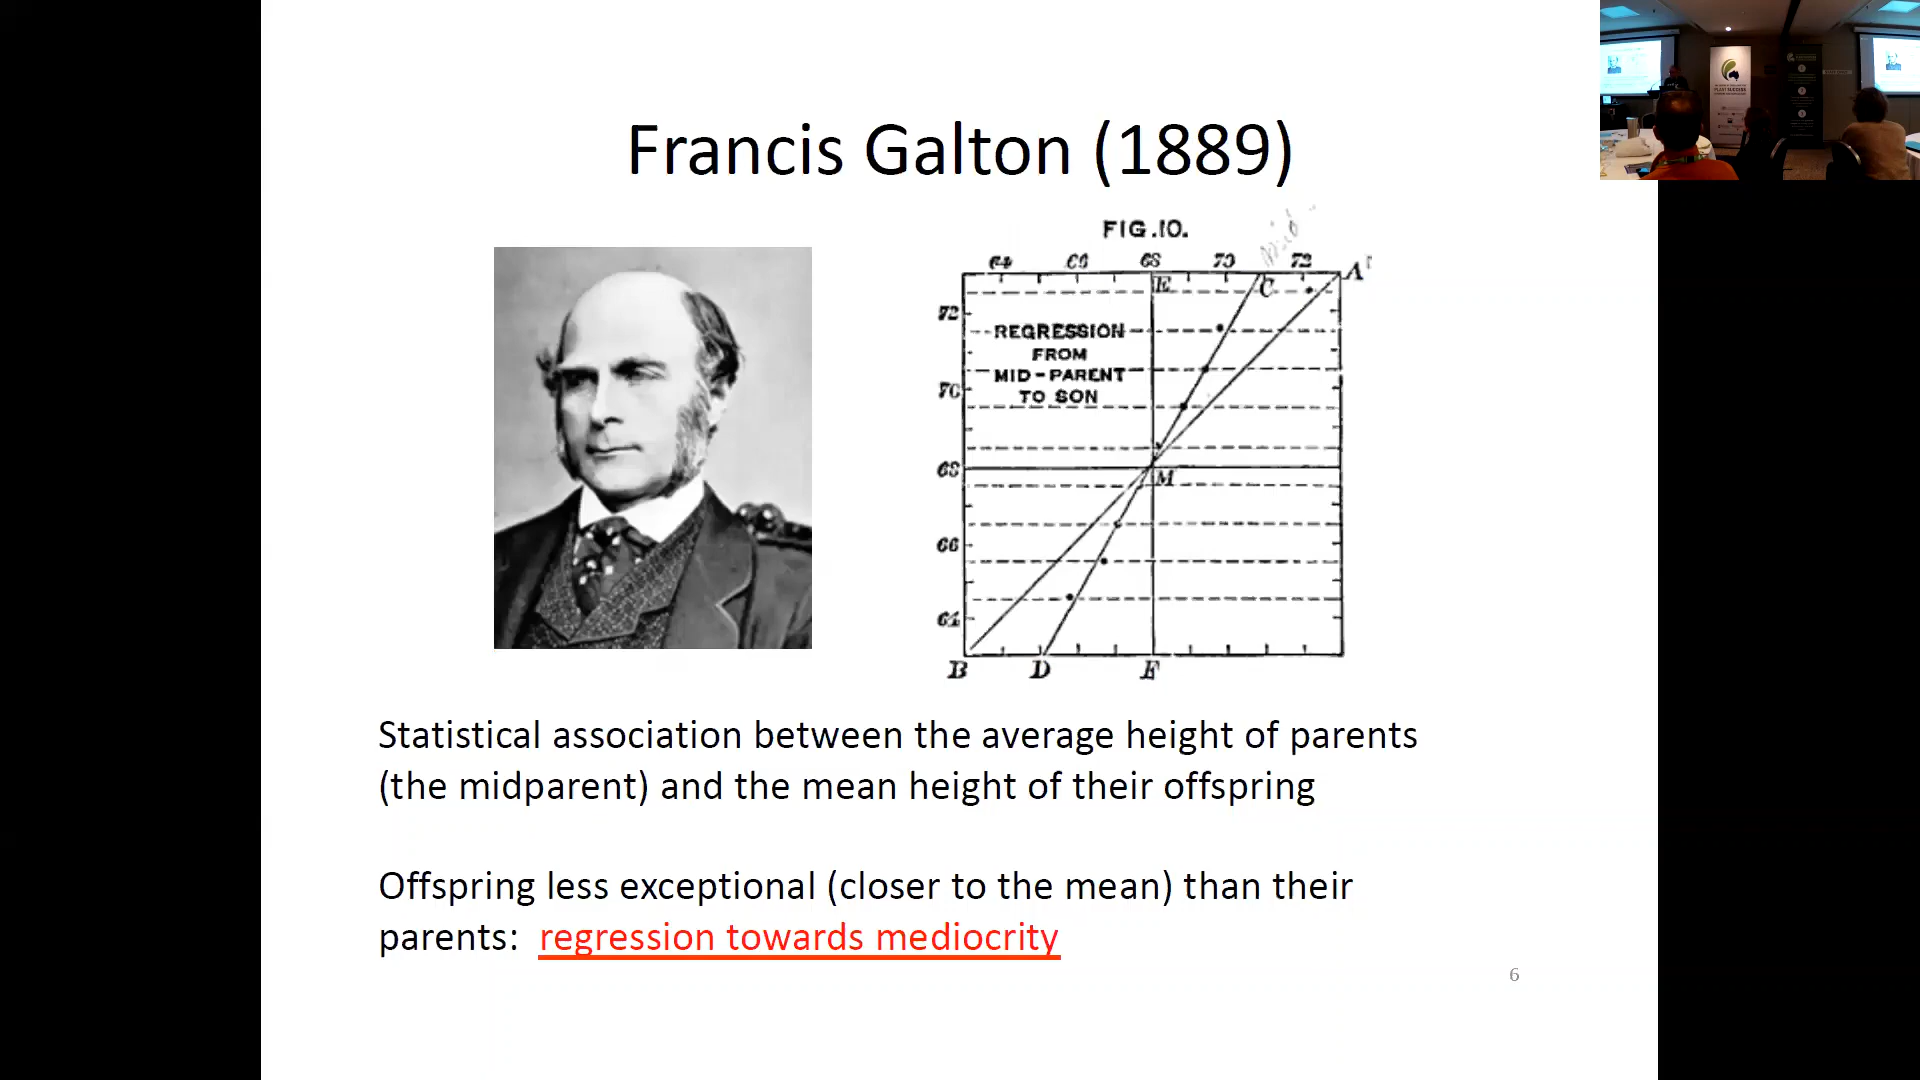 Francis Galton (1889)
FIG.10.
64 66 68 70 72
A
E C
72
REGRESSION
FROM
MID-PARENT
TO SON
70
68
M
66
64
B D F
Statistical association between the average height of parents
(the midparent) and the mean height of their offspring
Offspring less exceptional (closer to the mean) than their
parents: regression towards mediocrity
6
PLANT SUCCESS